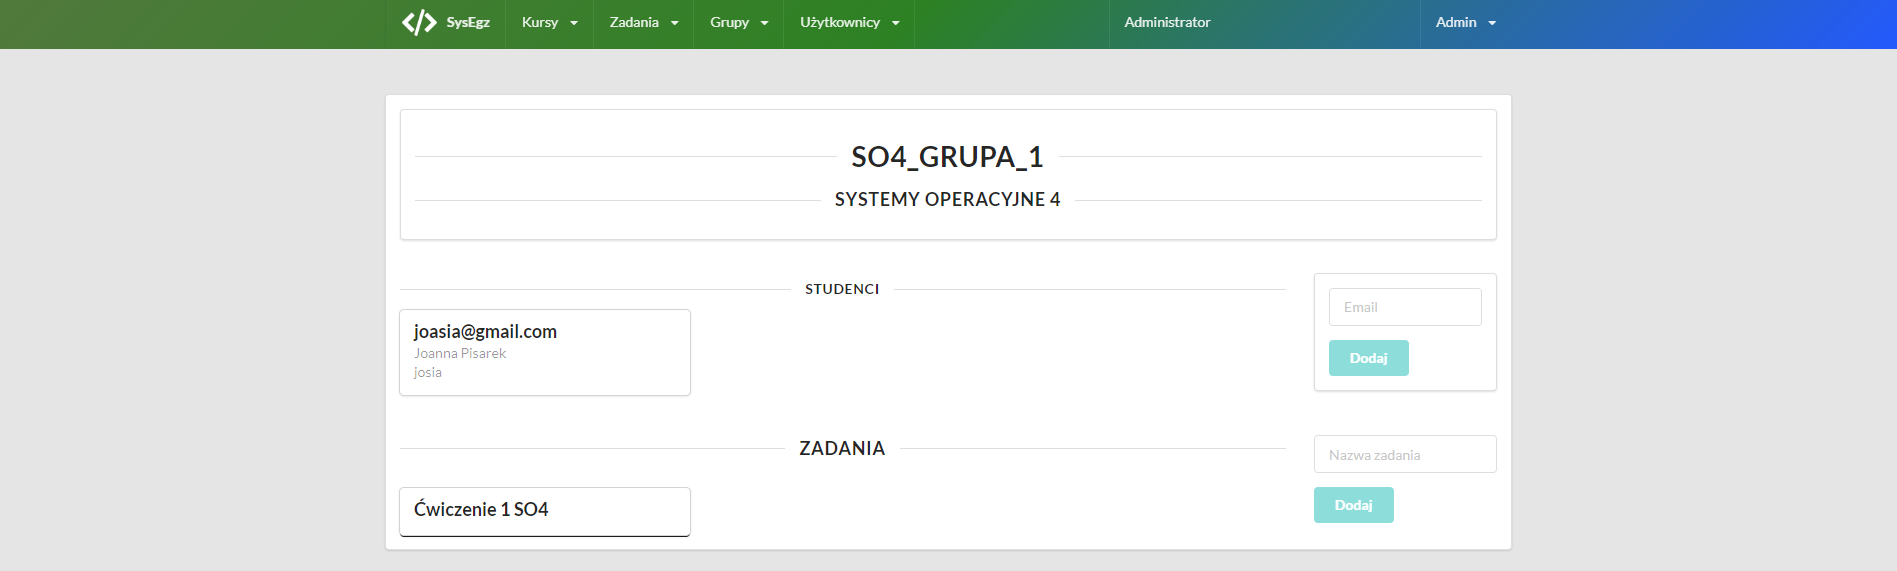 SysEgz Kursy Zadania Grupy Użytkownicy Administrator Admin
SO4_GRUPA_1
SYSTEMY OPERACYJNE 4
STUDENCI
joasia@gmail.com
Joanna Pisarek
josia
Email
Dodaj
ZADANIA
Ćwiczenie 1 SO4
Nazwa zadania
Dodaj